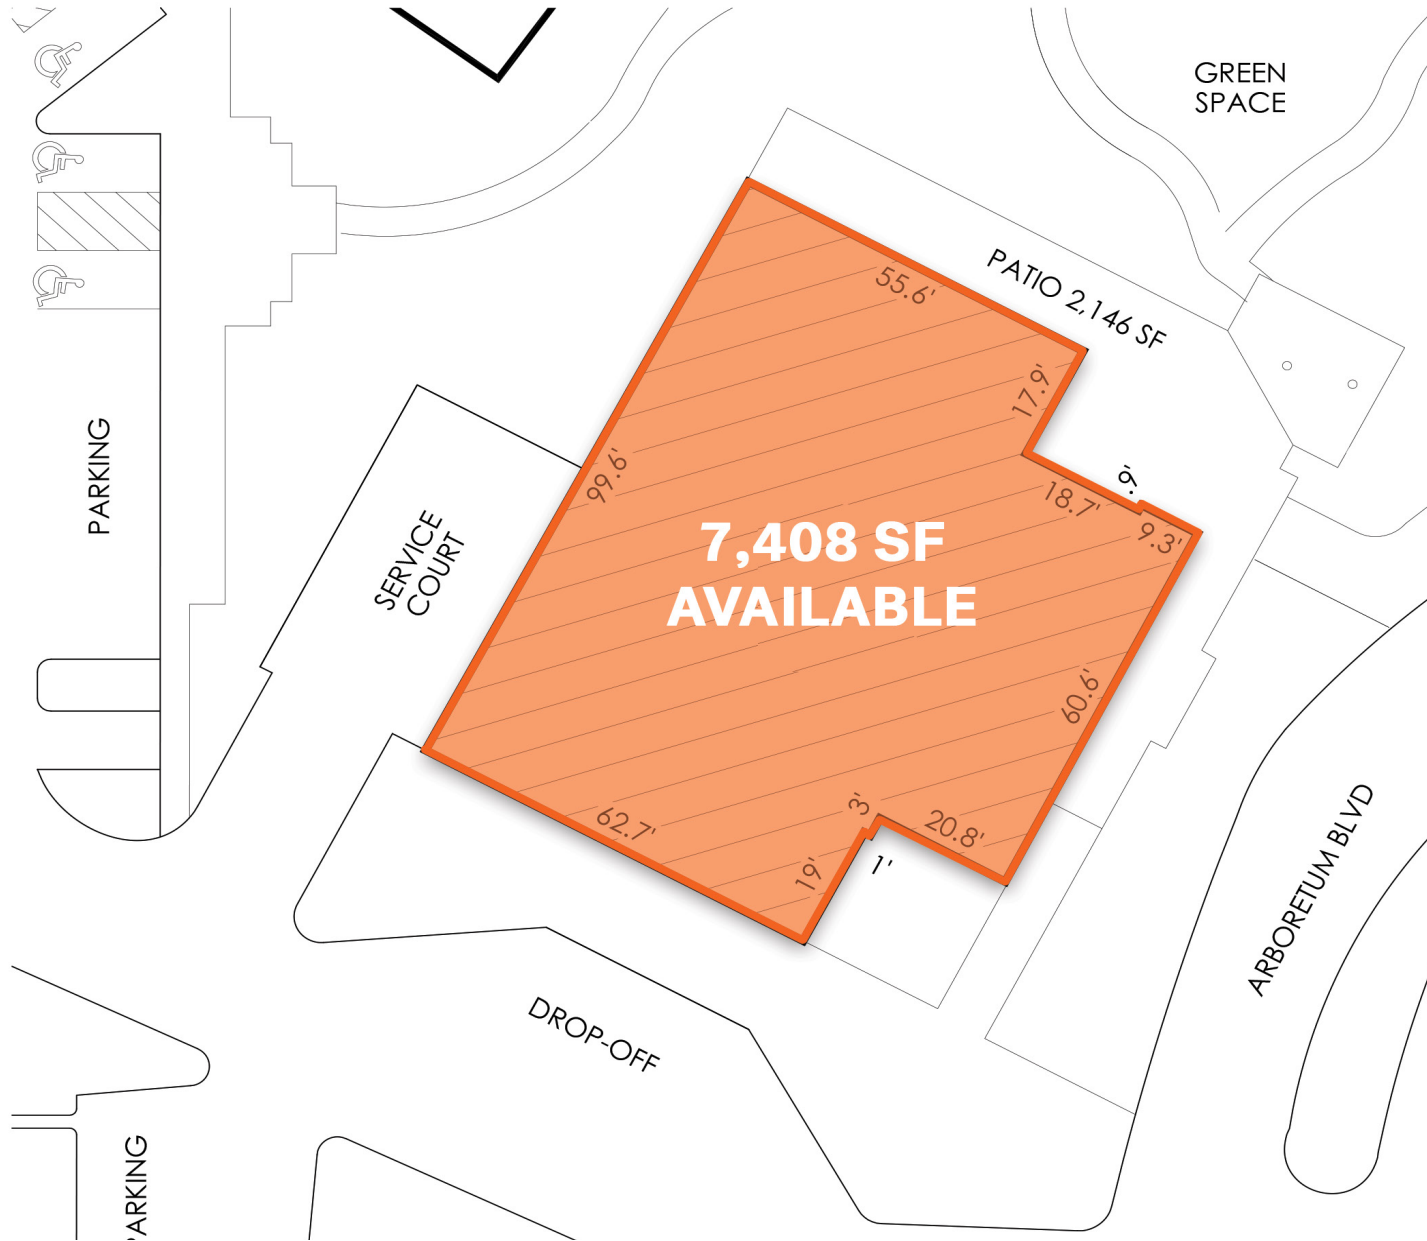 GREEN
SPACE
PATIO 2,146 SF
55.6'
17.9'
99.6'
18.7'
.9'
9.3'
PARKING
SERVICE
COURT
7,408 SF
AVAILABLE
60.6'
62.7'
3'
20.8'
19'
1'
ARBORETUM BLVD
DROP-OFF
PARKING